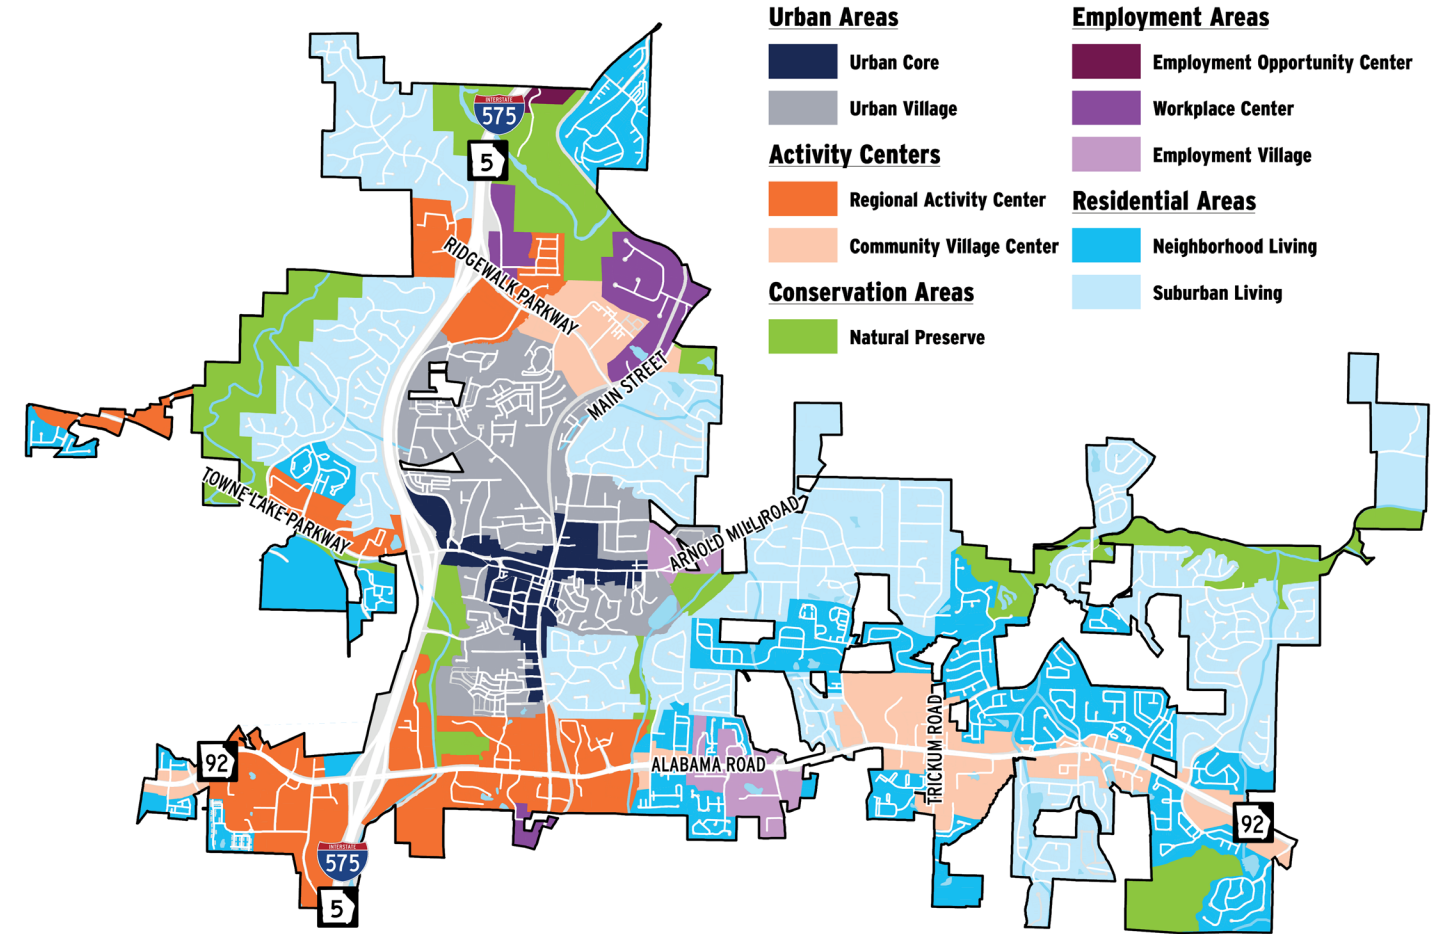 Urban Areas
Urban Core
Urban Village
Activity Centers
Regional Activity Center
Community Village Center
Conservation Areas
Natural Preserve
Employment Areas
Employment Opportunity Center
Workplace Center
Employment Village
Residential Areas
Neighborhood Living
Suburban Living
INTERSTATE
575
5
RIDGEWALK PARKWAY
MAIN STREET
TOWNE LAKE PARKWAY
ARNOLD MILL ROAD
TRICKUM ROAD
92
ALABAMA ROAD
92
INTERSTATE
575
5